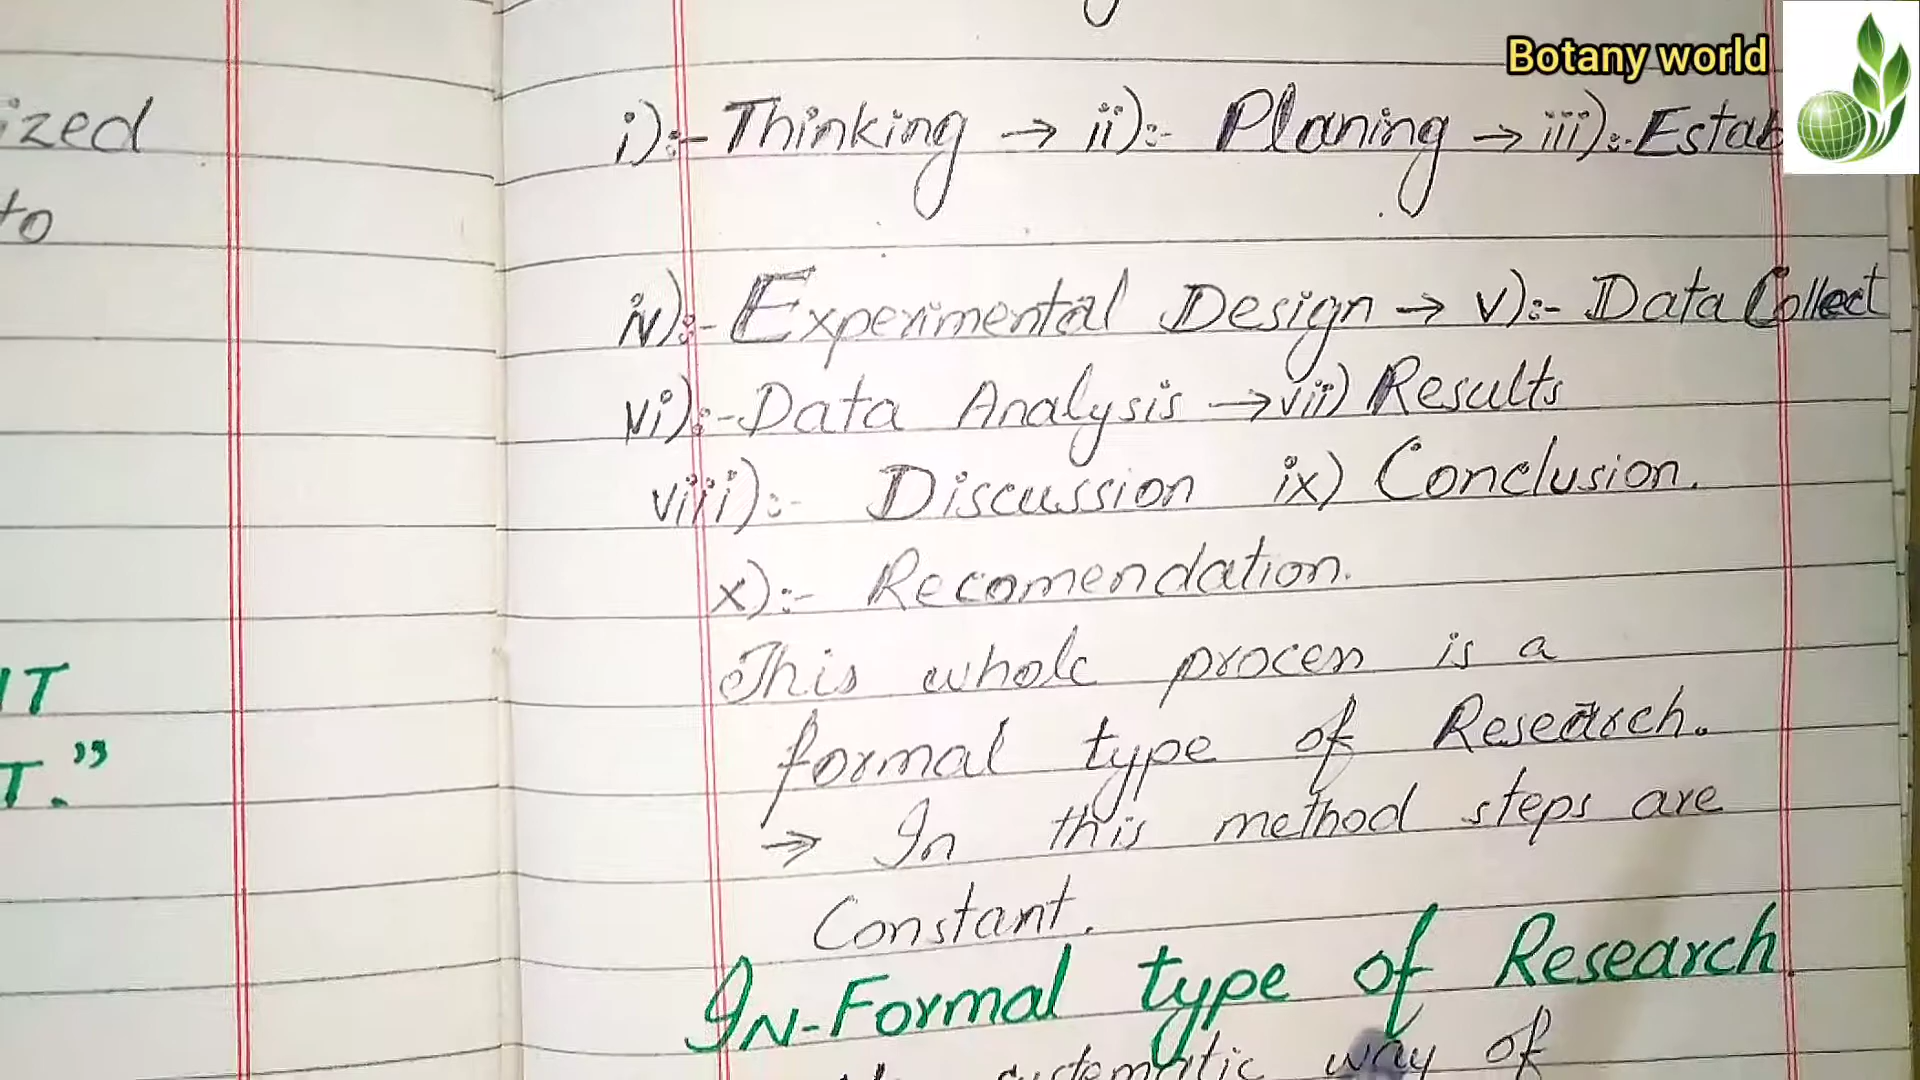 Botany world
ized
to
IT
T."
i):- Thinking → ii):- Planing → iii):- Estab
iv):- Experimental Design → v):- Data Collect
vi):- Data Analysis → vii) Results
viii):- Discussion ix) Conclusion.
x):- Recomendation.
This whole process is a
formal type of Research.
→ In this method steps are
Constant.
In-Formal type of Research
systematic way of